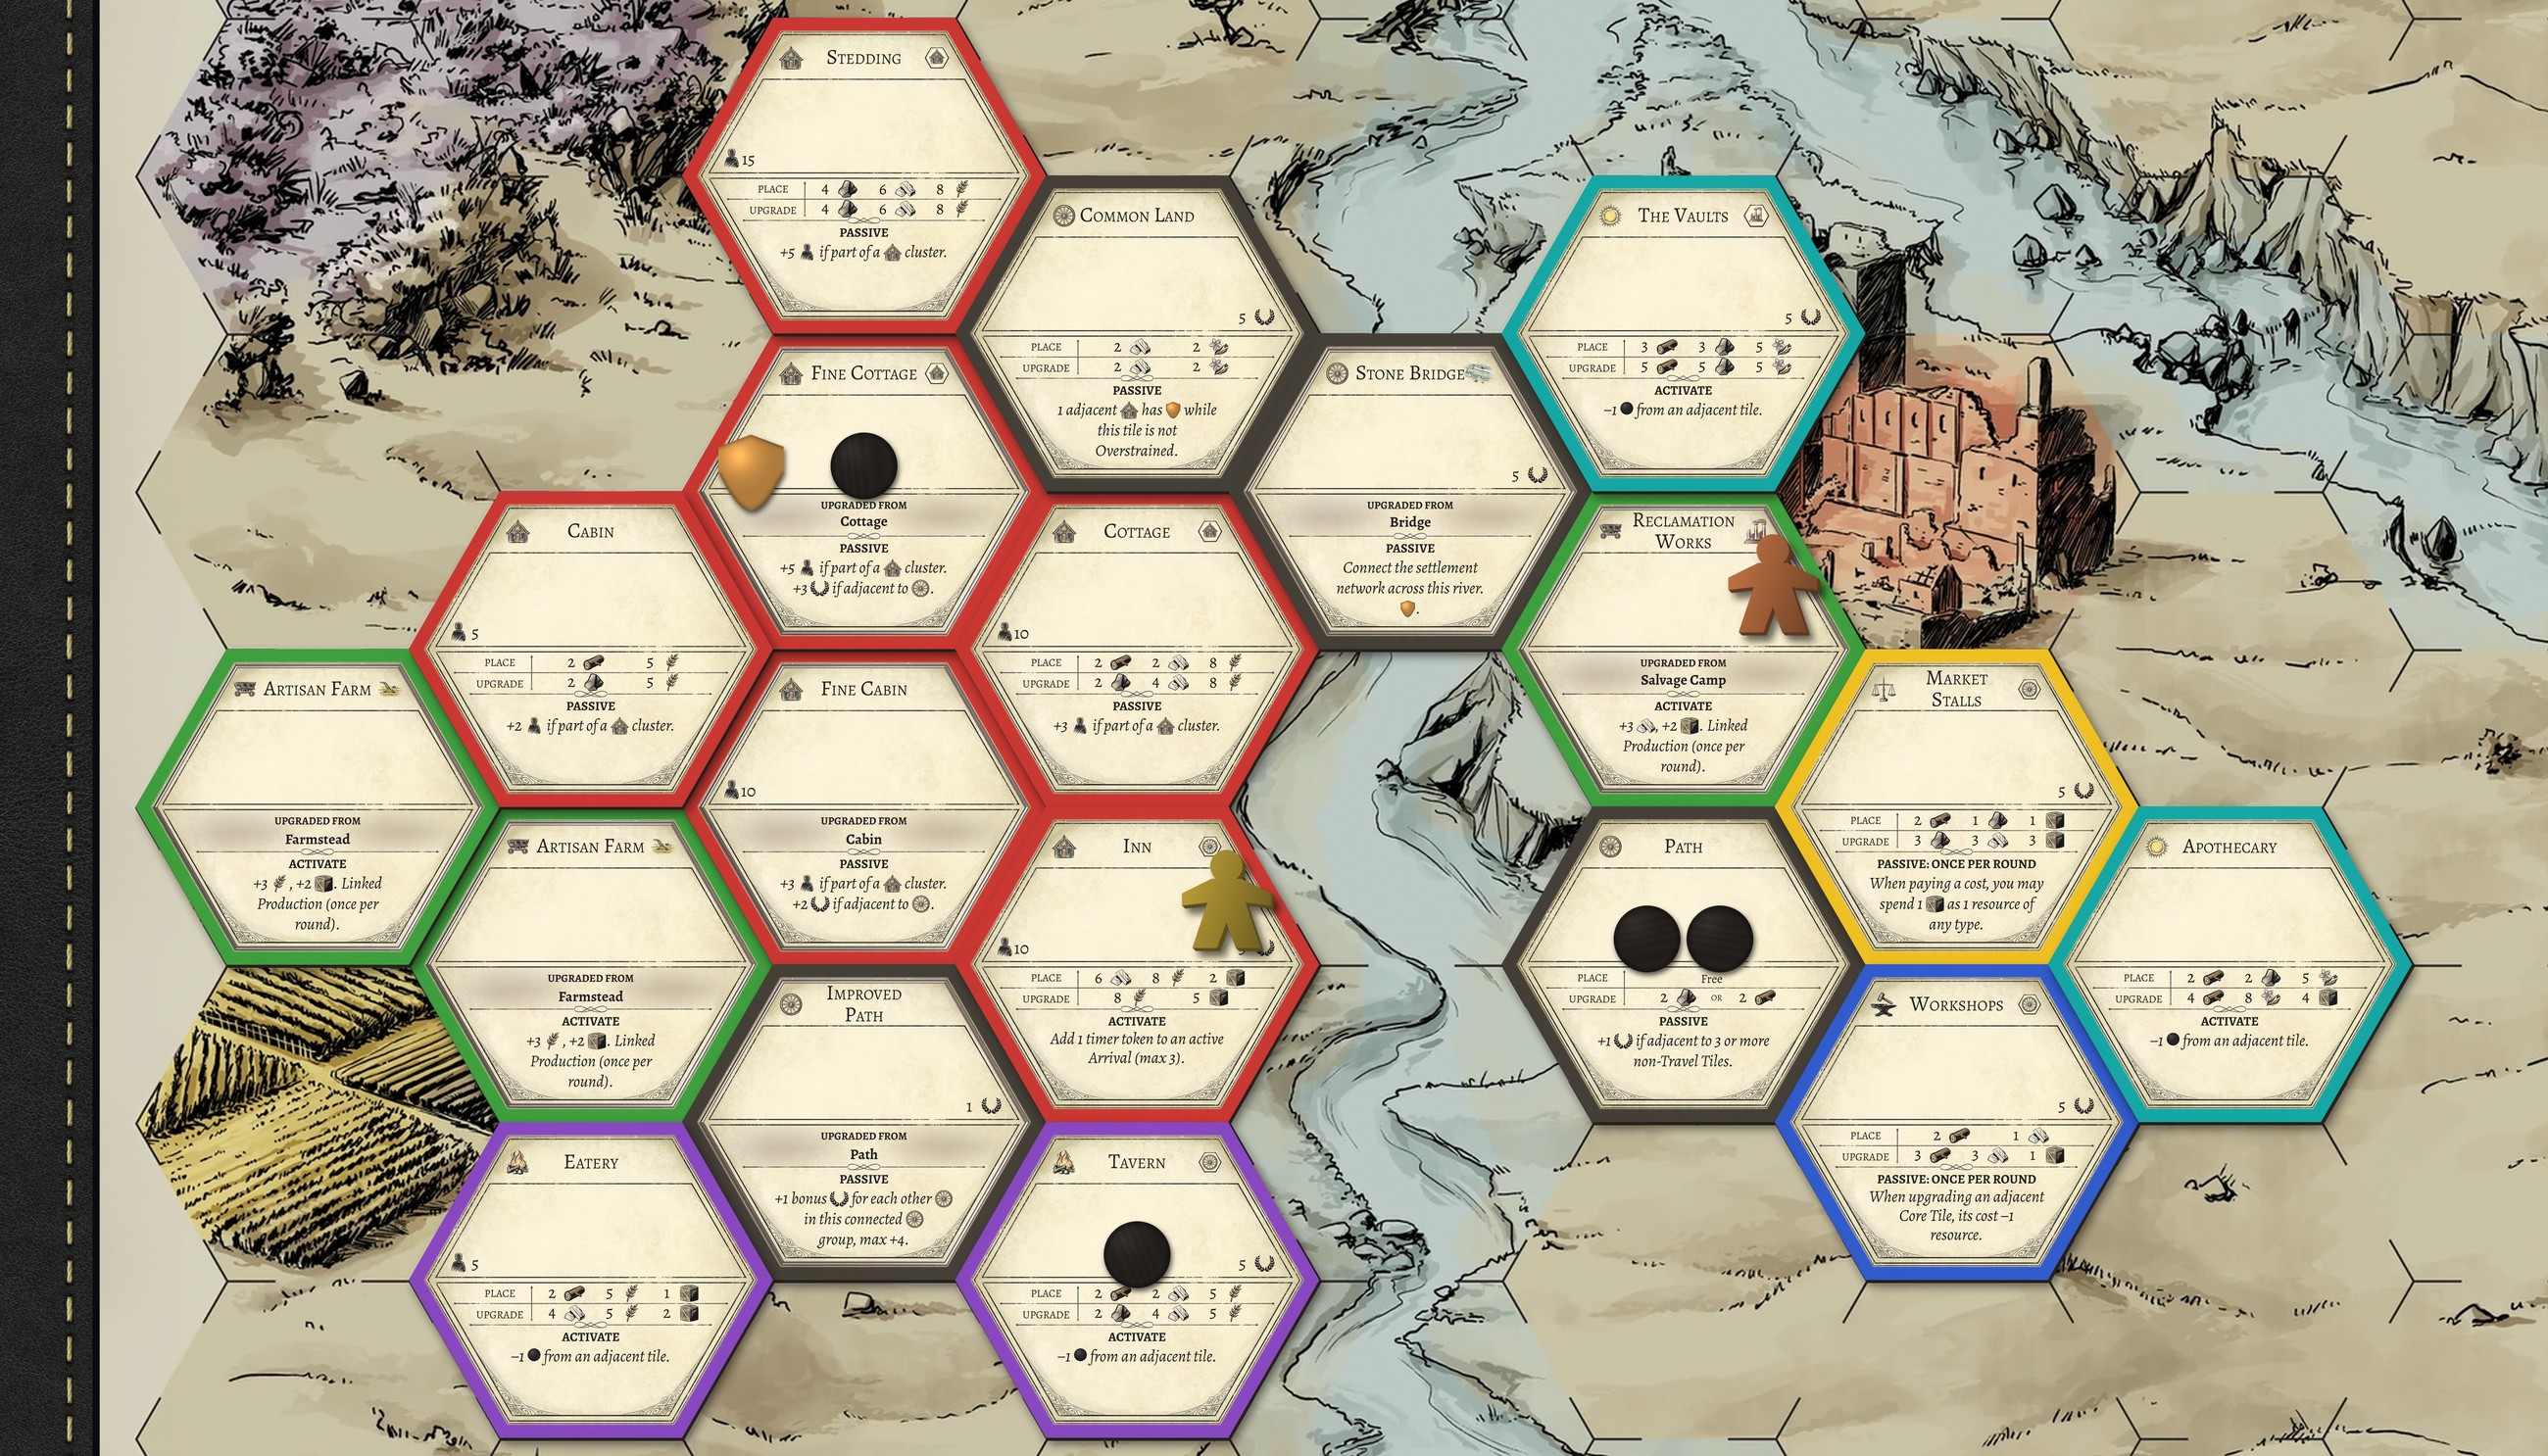 STEDDING
15
PLACE 4 6 8
UPGRADE 4 6 8
PASSIVE
+5 if part of a cluster.
COMMON LAND
5
PLACE 2 2
UPGRADE 2 2
PASSIVE
1 adjacent has while
this tile is not
Overstrained.
THE VAULTS
5
PLACE 3 3 5
UPGRADE 5 5 5
ACTIVATE
–1 from an adjacent tile.
FINE COTTAGE
UPGRADED FROM
Cottage
PASSIVE
+5 if part of a cluster.
+3 if adjacent to .
STONE BRIDGE
5
UPGRADED FROM
Bridge
PASSIVE
Connect the settlement
network across this river.
.
CABIN
5
PLACE 2 5
UPGRADE 2 5
PASSIVE
+2 if part of a cluster.
COTTAGE
10
PLACE 2 2 8
UPGRADE 2 4 8
PASSIVE
+3 if part of a cluster.
RECLAMATION
WORKS
UPGRADED FROM
Salvage Camp
ACTIVATE
+3 , +2 . Linked
Production (once per
round).
ARTISAN FARM
UPGRADED FROM
Farmstead
ACTIVATE
+3 , +2 . Linked
Production (once per
round).
FINE CABIN
10
UPGRADED FROM
Cabin
PASSIVE
+3 if part of a cluster.
+2 if adjacent to .
MARKET
STALLS
5
PLACE 2 1 1
UPGRADE 3 3 3
PASSIVE: ONCE PER ROUND
When paying a cost, you may
spend 1 as 1 resource of
any type.
ARTISAN FARM
UPGRADED FROM
Farmstead
ACTIVATE
+3 , +2 . Linked
Production (once per
round).
INN
10
PLACE 6 8 2
UPGRADE 8 5
ACTIVATE
Add 1 timer token to an active
Arrival (max 3).
PATH
PLACE Free
UPGRADE 2 OR 2
PASSIVE
+1 if adjacent to 3 or more
non-Travel Tiles.
APOTHECARY
PLACE 2 2 5
UPGRADE 4 8 4
ACTIVATE
–1 from an adjacent tile.
IMPROVED
PATH
1
UPGRADED FROM
Path
PASSIVE
+1 bonus for each other
in this connected
group, max +4.
WORKSHOPS
5
PLACE 2 1
UPGRADE 3 3 1
PASSIVE: ONCE PER ROUND
When upgrading an adjacent
Core Tile, its cost –1
resource.
EATERY
5
PLACE 2 5 1
UPGRADE 4 5 2
ACTIVATE
–1 from an adjacent tile.
TAVERN
5
PLACE 2 2 5
UPGRADE 2 4 5
ACTIVATE
–1 from an adjacent tile.